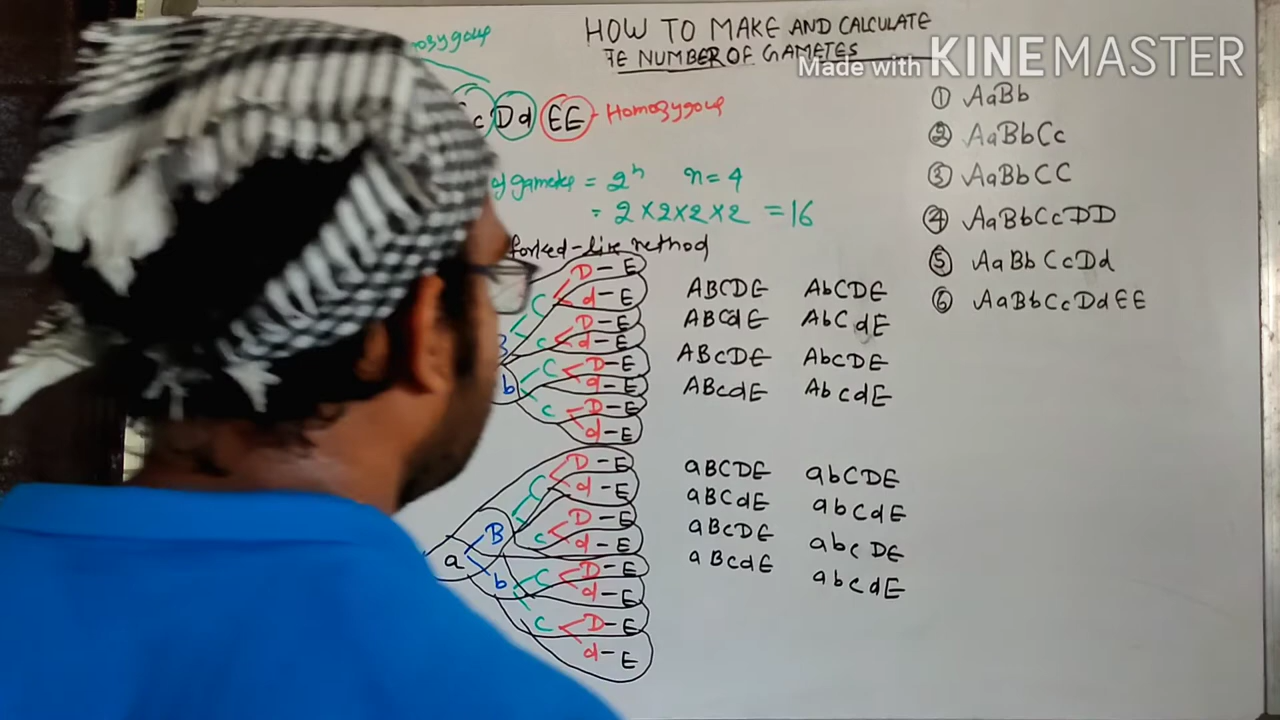 HOW TO MAKE AND CALCULATE
NUMBER OF GAMETES
Made with KINEMASTER
c Dd EE - Homozygous
of gametes = 2ⁿ n = 4
= 2 × 2 × 2 × 2 = 16
forked-line method
① AaBb
② AaBbCc
③ AaBbCC
④ AaBbCcDD
⑤ AaBbCcDd
⑥ AaBbCcDdEE
D - E
C d - E
D - E
c d - E
b C D - E
d - E
c D - E
d - E
ABCDE AbCDE
ABCdE AbCdE
ABcDE AbcDE
ABcdE AbcdE
D - E
C d - E
a B c D - E
d - E
b C D - E
d - E
c D - E
d - E
aBCDE abCDE
aBCdE abCdE
aBcDE abcDE
aBcdE abcdE